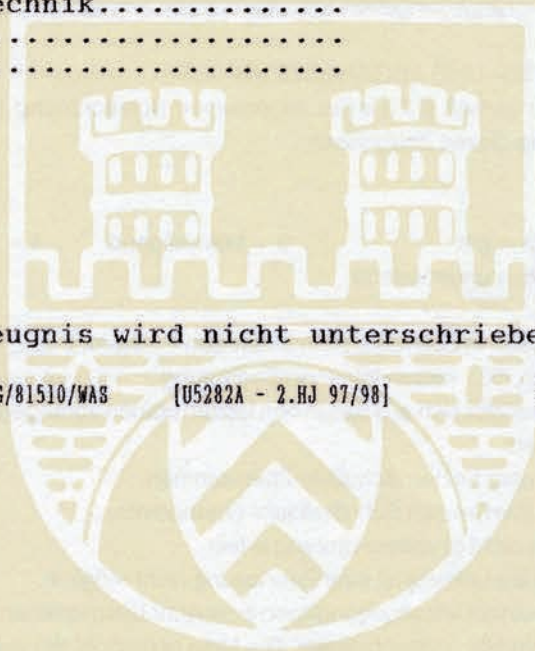 echnik..............
....................
....................
eugnis wird nicht unterschriebe
G/81510/WAS [U5282A - 2.HJ 97/98]